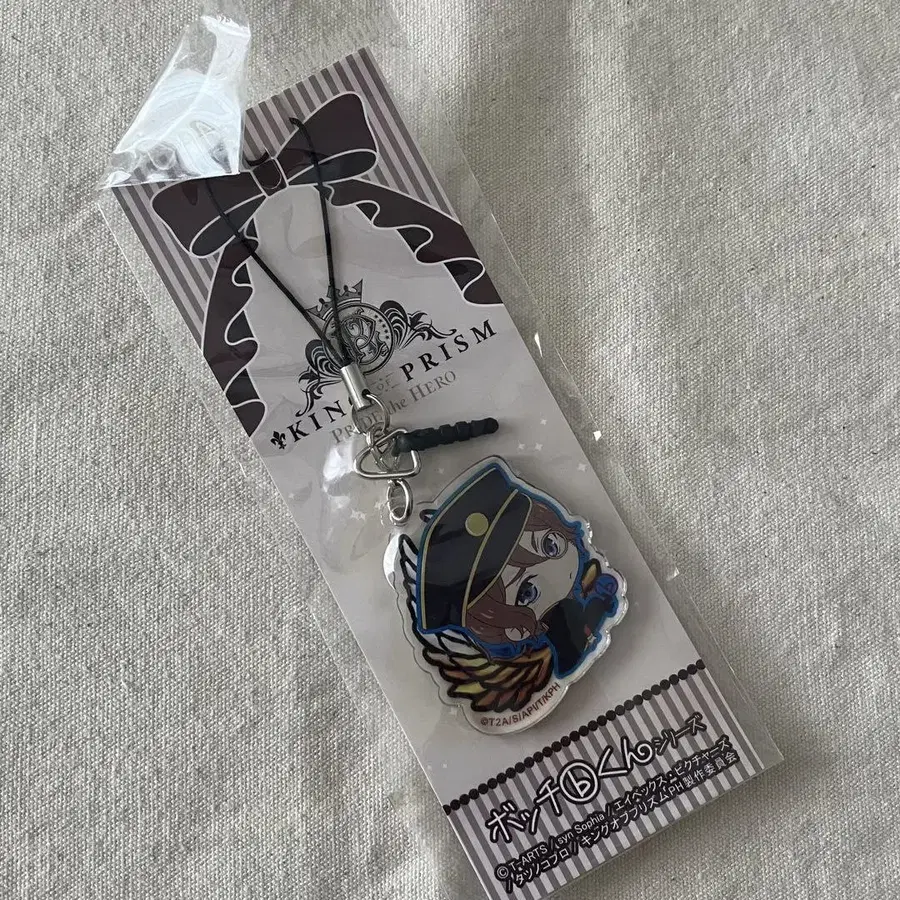 KING OF PRISM
PRIDE the HERO
©T2A/S/API/T/KPH
ボッチしくんシリーズ
©T-ARTS / syn Sophia / エイベックス・ピクチャーズ
/ タツノコプロ / キングオブプリズムPH製作委員会